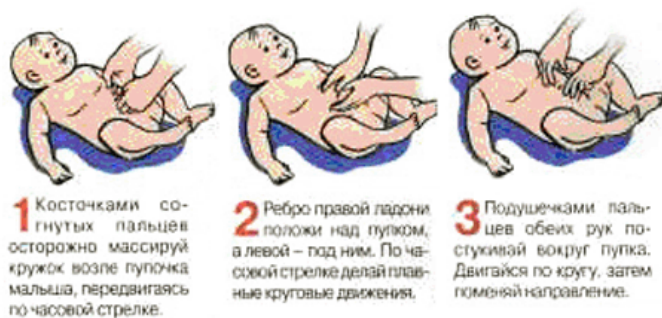 1 Косточками со-
гнутых пальцев
осторожно массируй
кружок возле пупочка
малыша, передвигаясь
по часовой стрелке.
2 Ребро правой ладони
положи над пупком,
а левой – под ним. По ча-
совой стрелке делай плав-
ные круговые движения.
3 Подушечками паль-
цев обеих рук по-
стукивай вокруг пупка.
Двигайся по кругу, затем
поменяй направление.